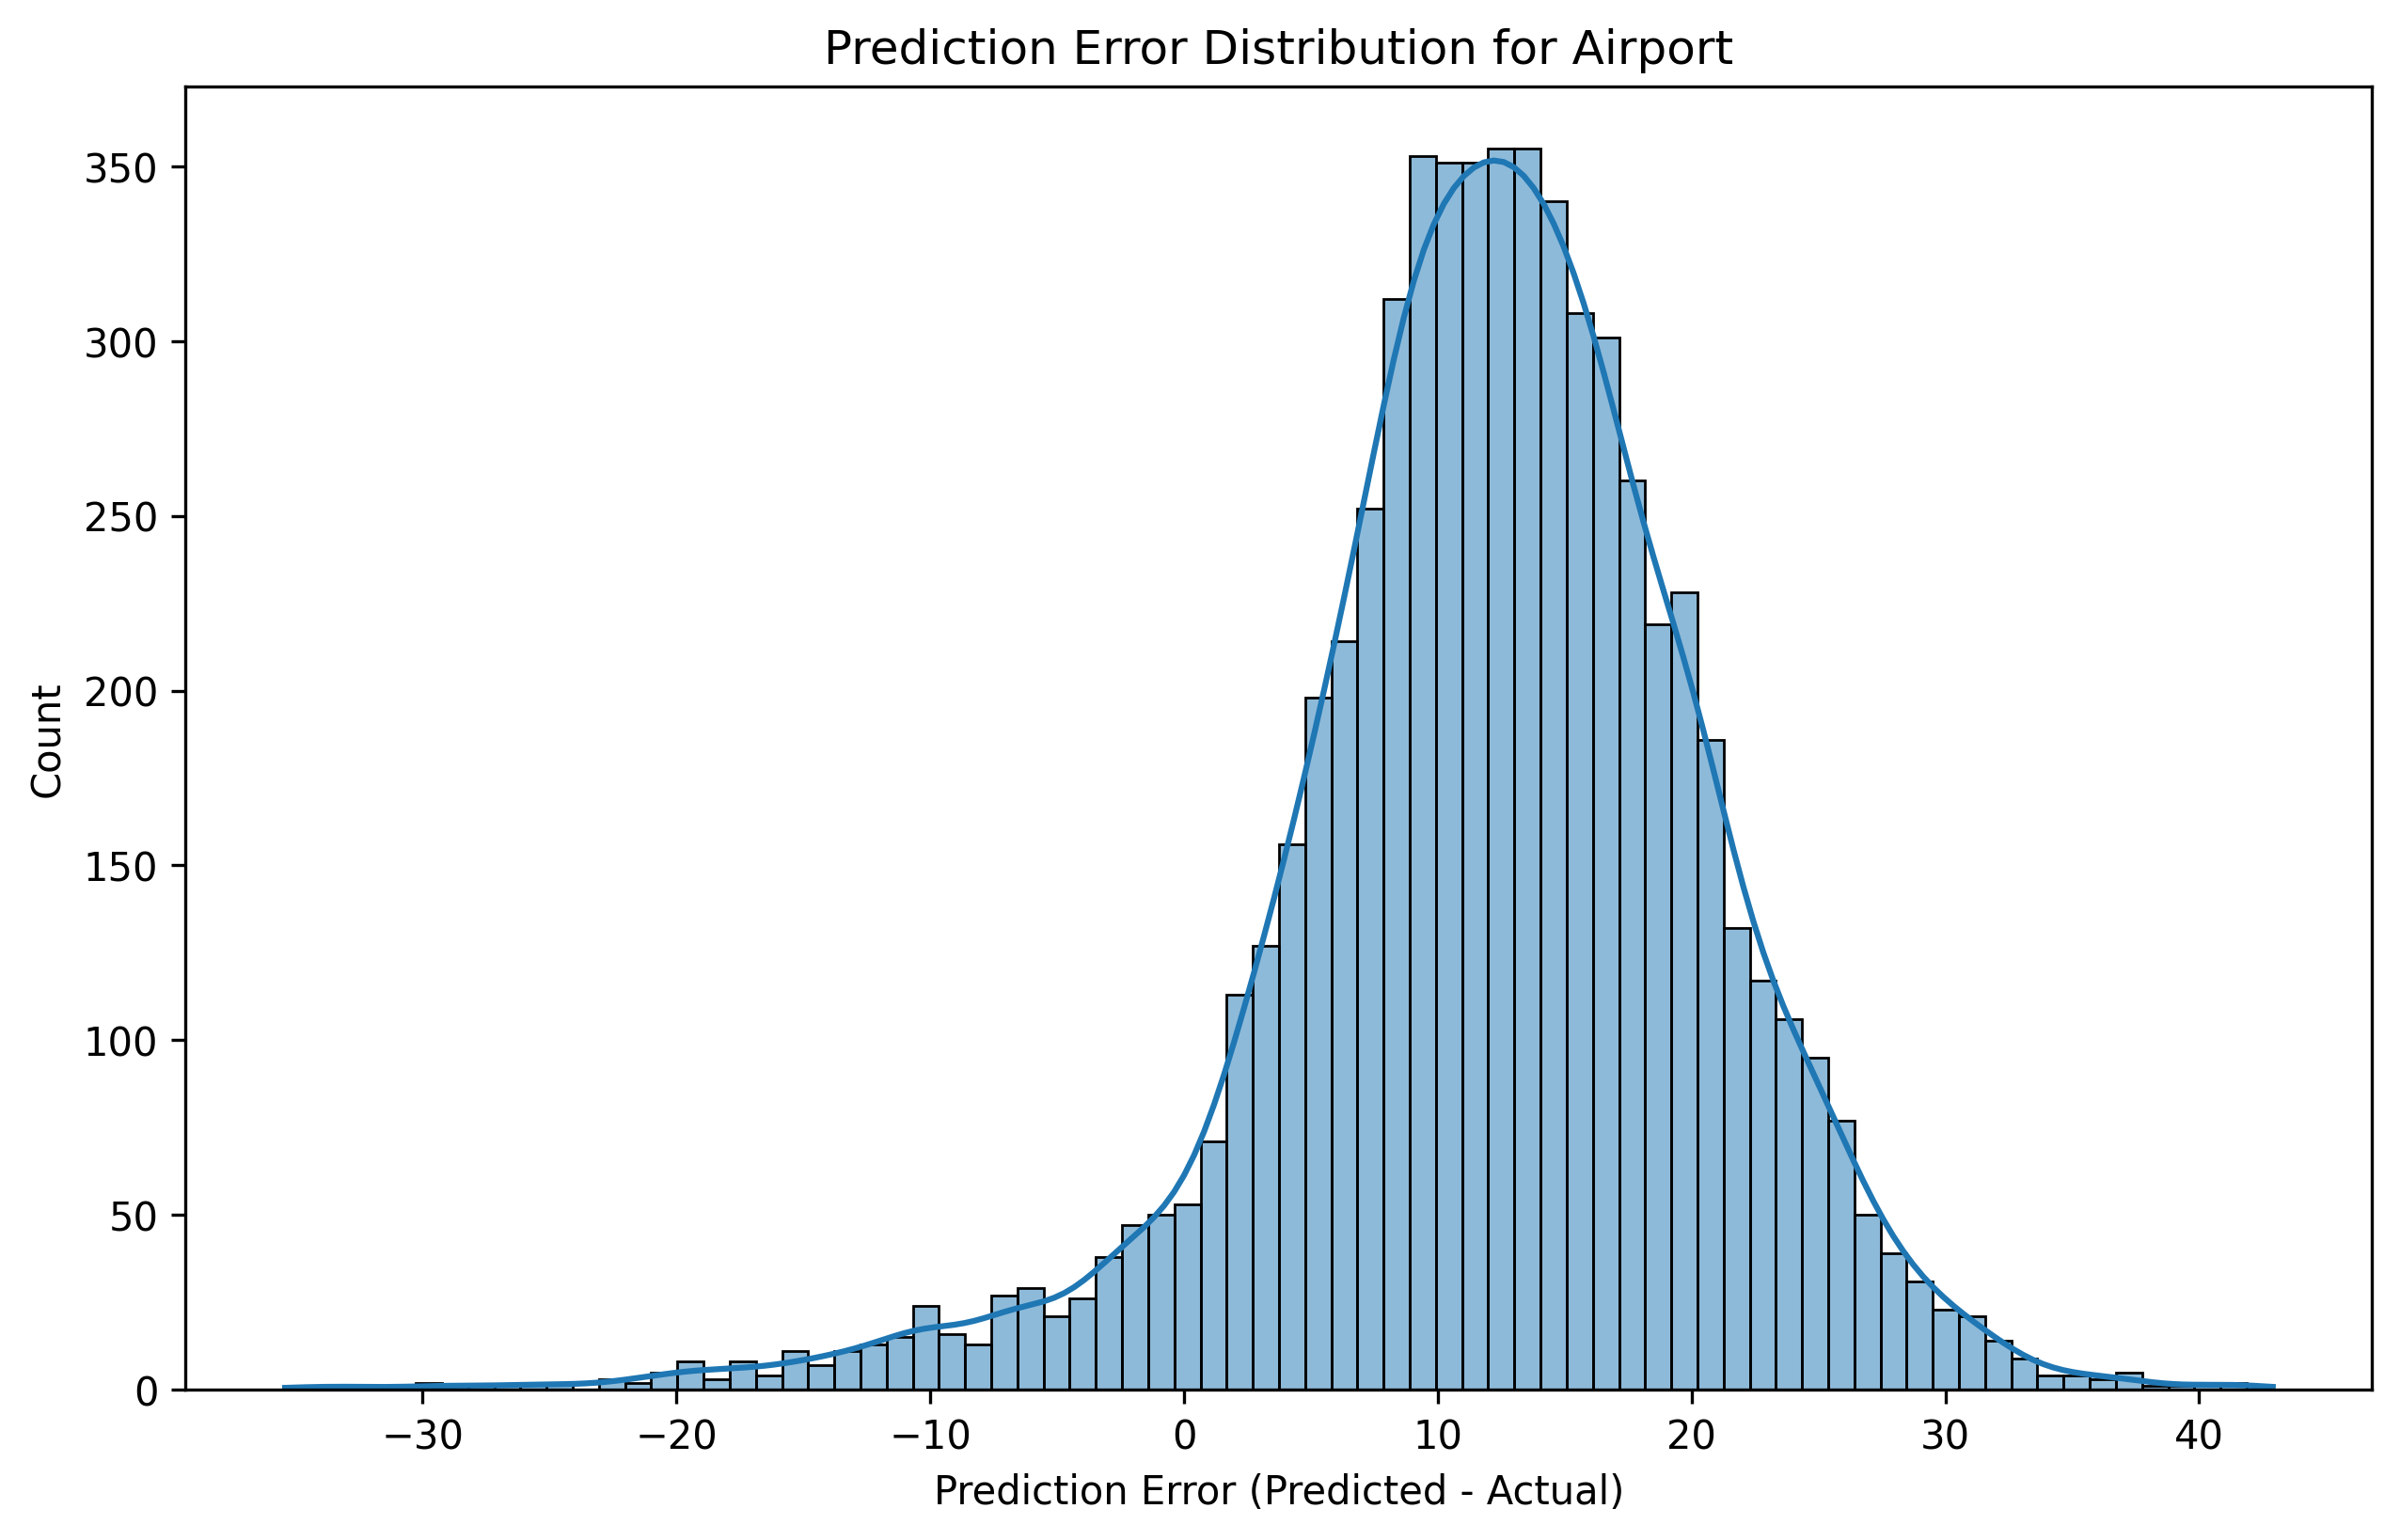 Prediction Error Distribution for Airport
350
300
250
200
150
100
50
0
Count
−30 −20 −10 0 10 20 30 40
Prediction Error (Predicted - Actual)